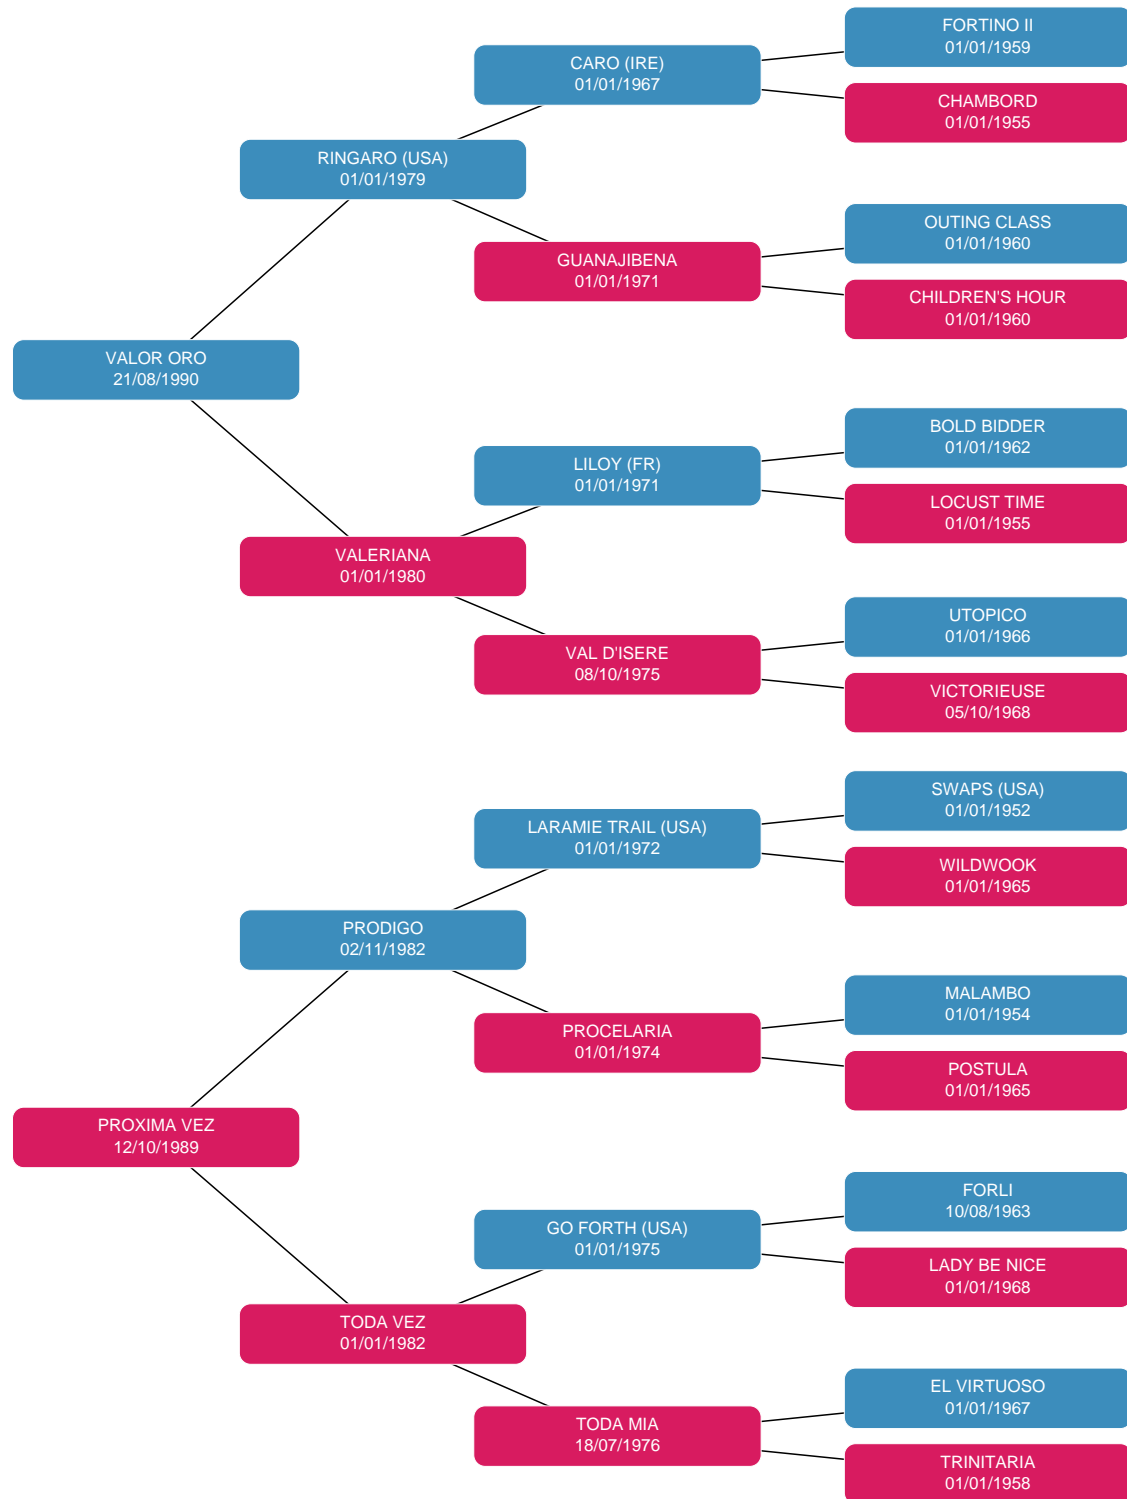 FORTINO II
01/01/1959
CARO (IRE)
01/01/1967
CHAMBORD
01/01/1955
RINGARO (USA)
01/01/1979
OUTING CLASS
01/01/1960
GUANAJIBENA
01/01/1971
CHILDREN'S HOUR
01/01/1960
VALOR ORO
21/08/1990
BOLD BIDDER
01/01/1962
LILOY (FR)
01/01/1971
LOCUST TIME
01/01/1955
VALERIANA
01/01/1980
UTOPICO
01/01/1966
VAL D'ISERE
08/10/1975
VICTORIEUSE
05/10/1968
SWAPS (USA)
01/01/1952
LARAMIE TRAIL (USA)
01/01/1972
WILDWOOK
01/01/1965
PRODIGO
02/11/1982
MALAMBO
01/01/1954
PROCELARIA
01/01/1974
POSTULA
01/01/1965
PROXIMA VEZ
12/10/1989
FORLI
10/08/1963
GO FORTH (USA)
01/01/1975
LADY BE NICE
01/01/1968
TODA VEZ
01/01/1982
EL VIRTUOSO
01/01/1967
TODA MIA
18/07/1976
TRINITARIA
01/01/1958